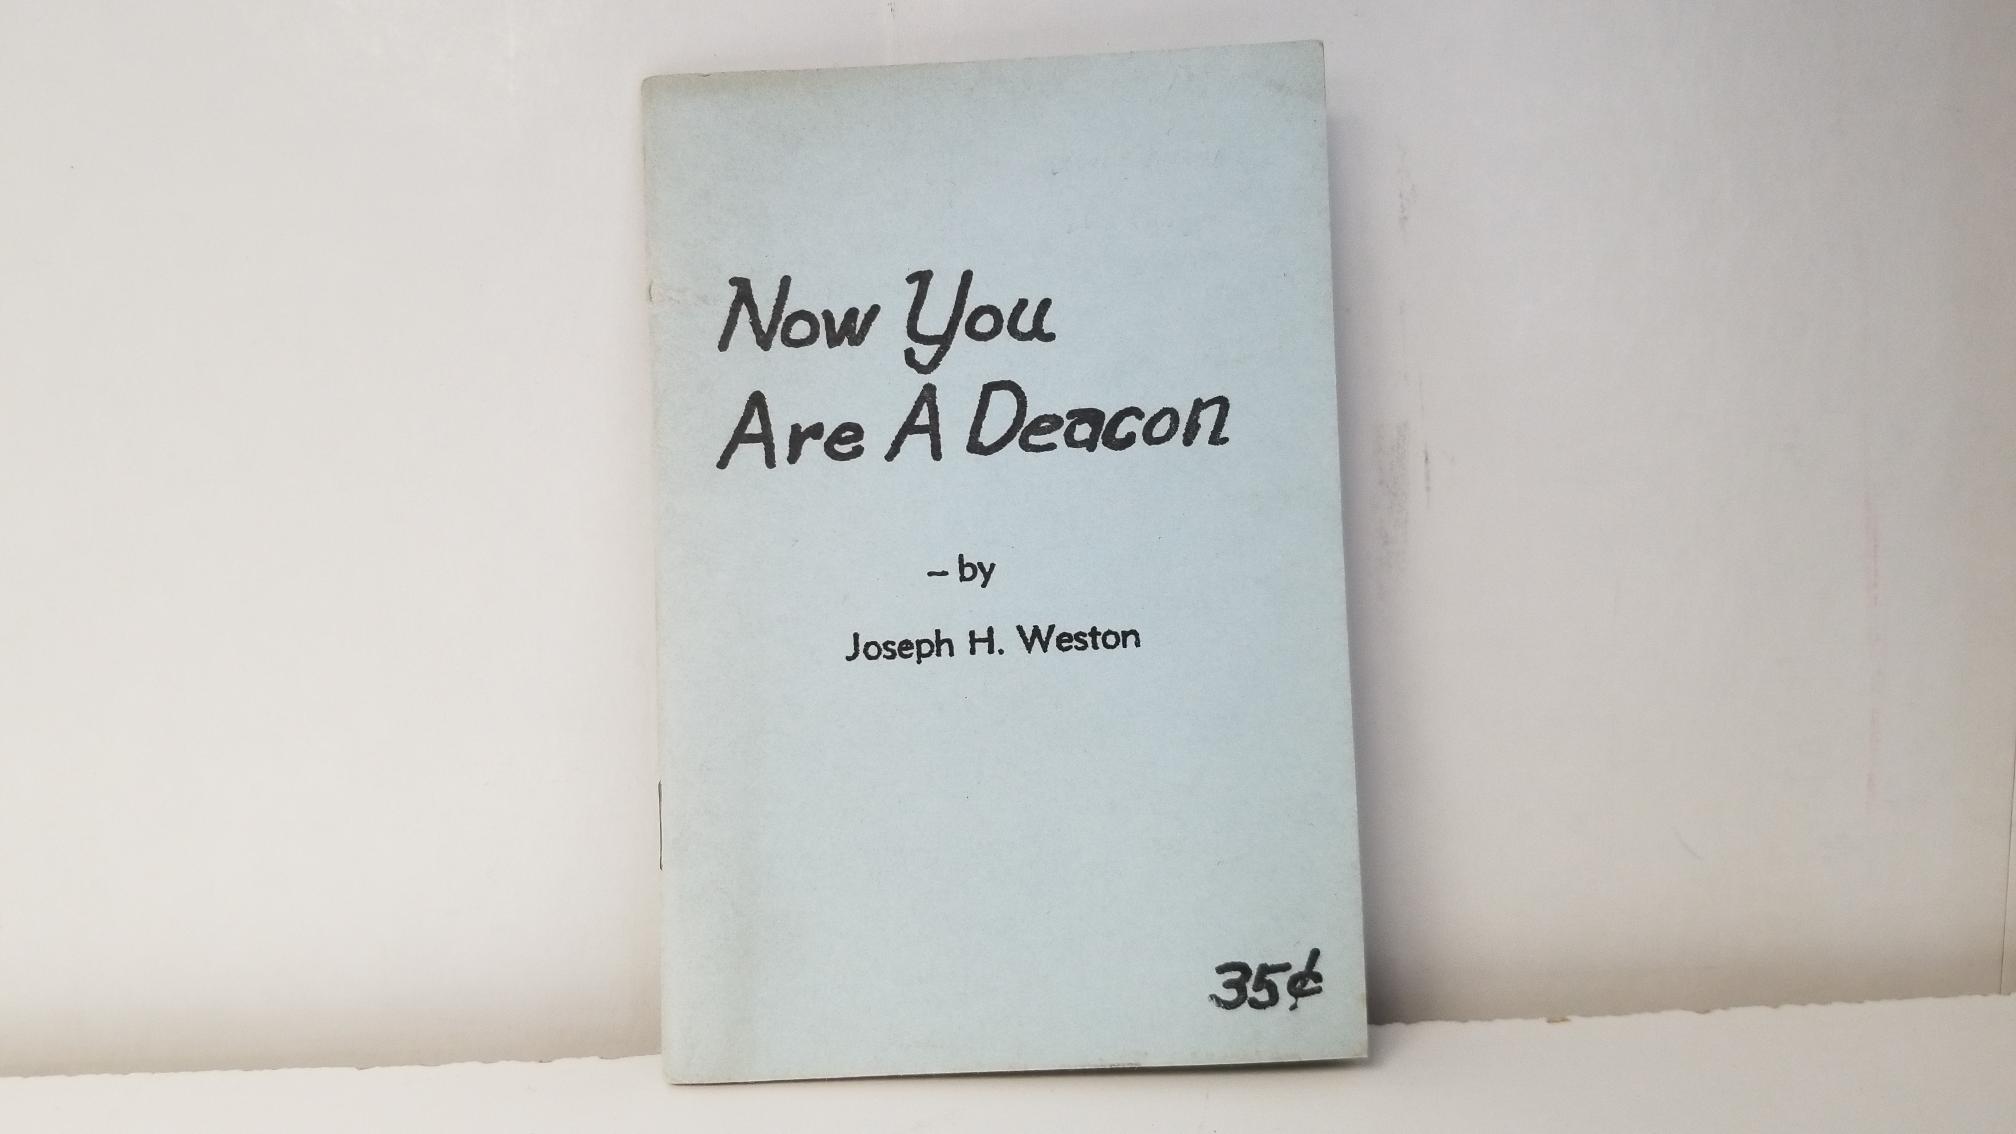 Now You
Are A Deacon
– by
Joseph H. Weston
35¢